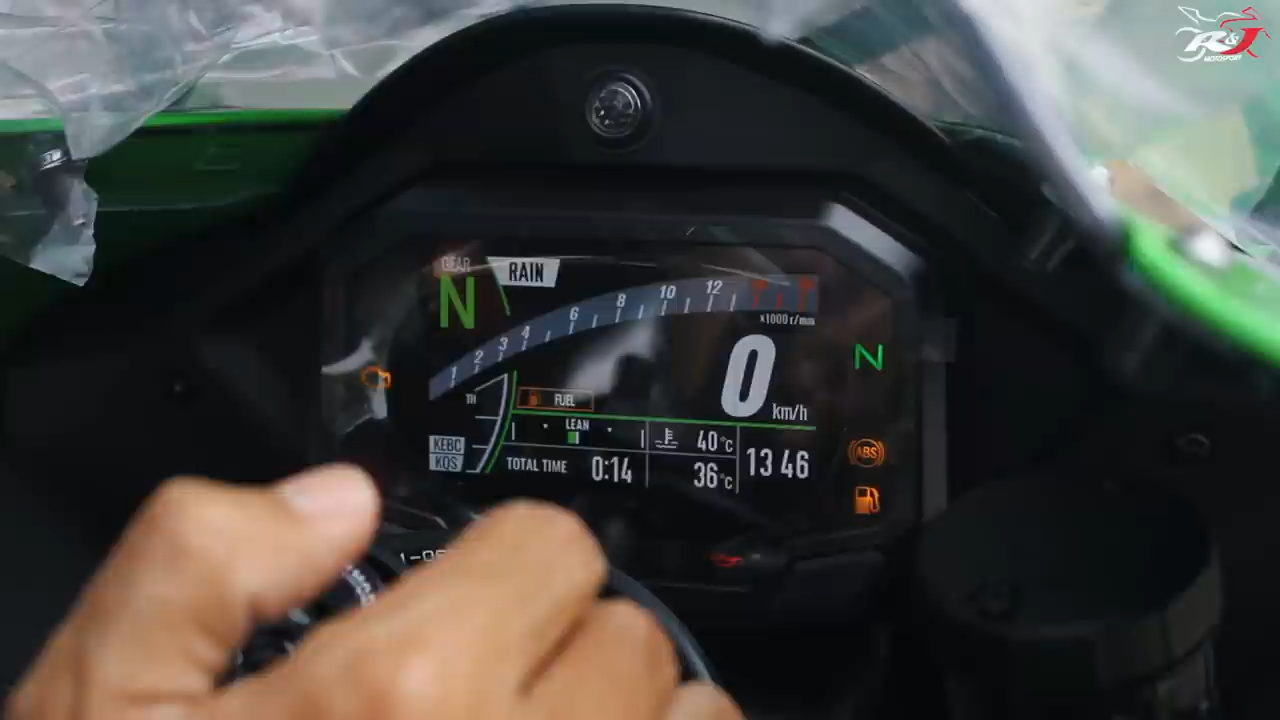 R&J
MOTOSPORT
GEAR
N
RAIN
1 2 3 4 6 8 10 12
x1000 r/min
0
km/h
N
TH
FUEL
LEAN
KEBC
KQS
TOTAL TIME 0:14
40°C
36°C
13 46
ABS